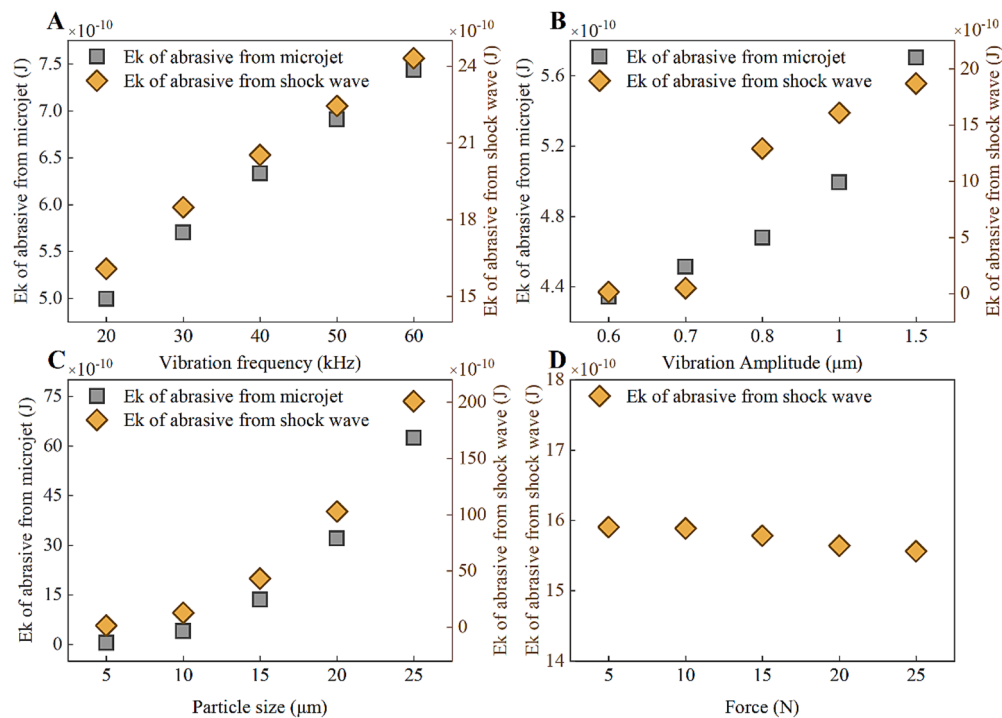 A
×10⁻¹⁰
×10⁻¹⁰
Ek of abrasive from microjet (J)
7.5
7.0
6.5
6.0
5.5
5.0
Ek of abrasive from microjet (J)
Ek of abrasive from shock wave (J)
24
21
18
15
Ek of abrasive from shock wave (J)
20
30
40
50
60
Vibration frequency (kHz)
B
×10⁻¹⁰
×10⁻¹⁰
Ek of abrasive from microjet (J)
5.6
5.2
4.8
4.4
Ek of abrasive from microjet (J)
Ek of abrasive from shock wave (J)
20
15
10
5
0
Ek of abrasive from shock wave (J)
0.6
0.7
0.8
1
1.5
Vibration Amplitude (μm)
C
×10⁻¹⁰
×10⁻¹⁰
Ek of abrasive from microjet (J)
75
60
45
30
15
0
Ek of abrasive from microjet (J)
Ek of abrasive from shock wave (J)
200
150
100
50
0
Ek of abrasive from shock wave (J)
5
10
15
20
25
Particle size (μm)
D
×10⁻¹⁰
Ek of abrasive from shock wave (J)
18
18
16
15
14
Ek of abrasive from shock wave (J)
5
10
15
20
25
Force (N)